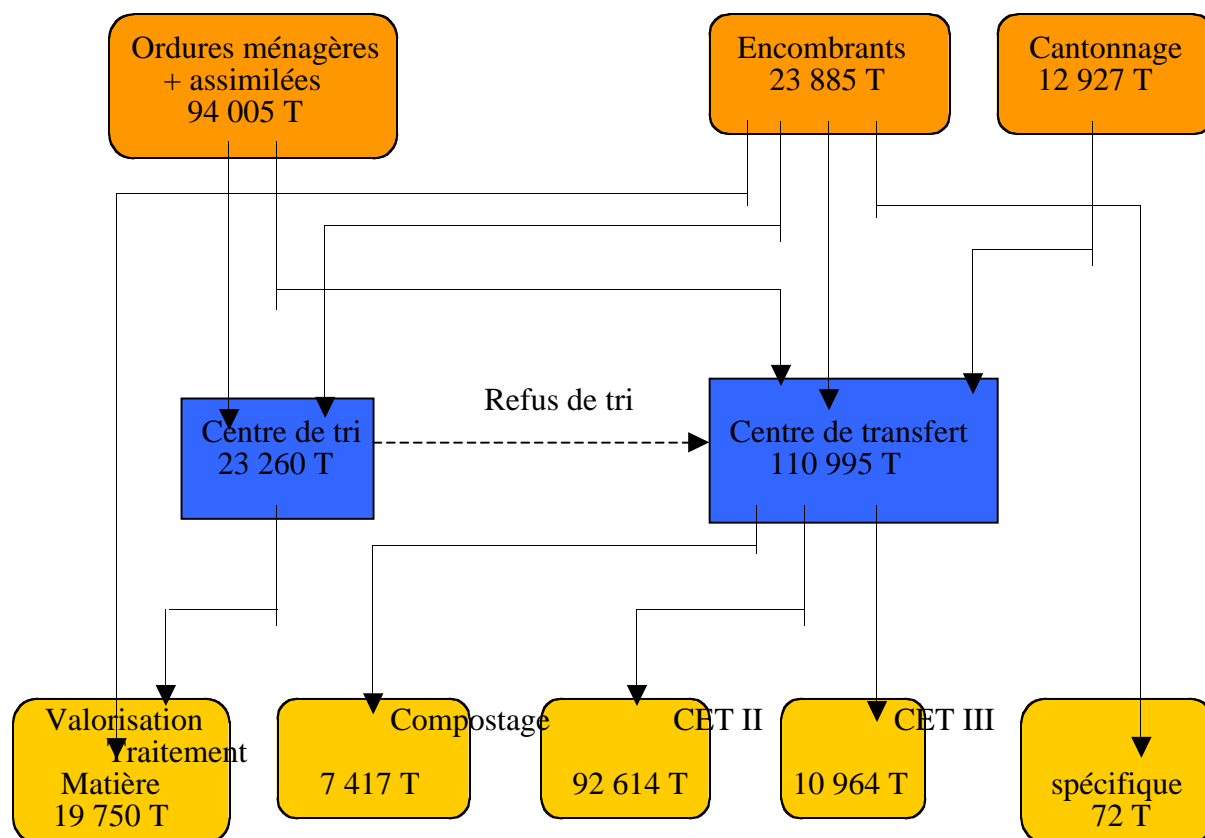 Ordures ménagères
+ assimilées
94 005 T
Encombrants
23 885 T
Cantonnage
12 927 T
Refus de tri
Centre de tri
23 260 T
Centre de transfert
110 995 T
Valorisation
Traitement
Matière
19 750 T
Compostage
7 417 T
CET II
92 614 T
CET III
10 964 T
spécifique
72 T